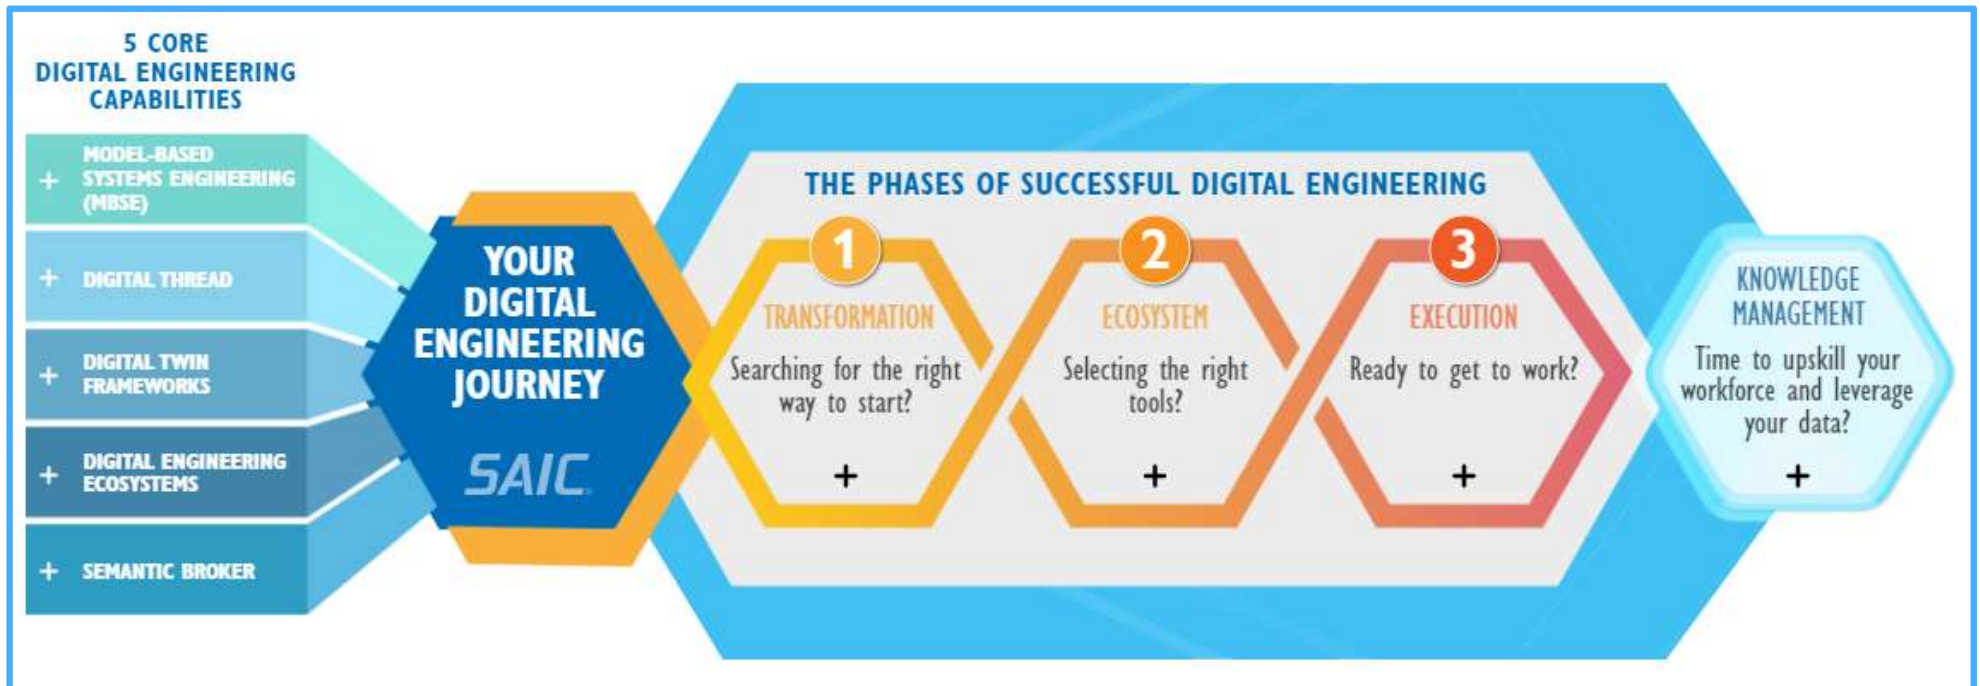 5 CORE
DIGITAL ENGINEERING
CAPABILITIES
+ MODEL-BASED
SYSTEMS ENGINEERING
(MBSE)
+ DIGITAL THREAD
+ DIGITAL TWIN
FRAMEWORKS
+ DIGITAL ENGINEERING
ECOSYSTEMS
+ SEMANTIC BROKER
YOUR
DIGITAL
ENGINEERING
JOURNEY
SAIC
THE PHASES OF SUCCESSFUL DIGITAL ENGINEERING
1
TRANSFORMATION
Searching for the right
way to start?
+
2
ECOSYSTEM
Selecting the right
tools?
+
3
EXECUTION
Ready to get to work?
+
KNOWLEDGE
MANAGEMENT
Time to upskill your
workforce and leverage
your data?
+